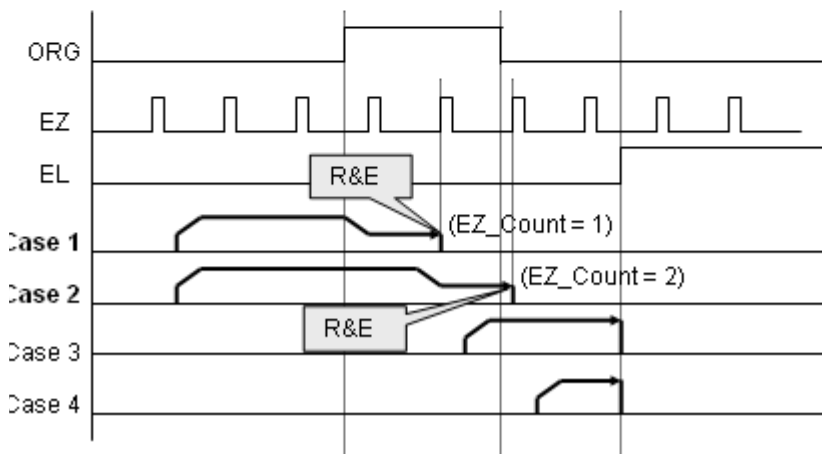 ORG
EZ
EL
R&E
Case 1
(EZ_Count = 1)
Case 2
(EZ_Count = 2)
R&E
Case 3
Case 4